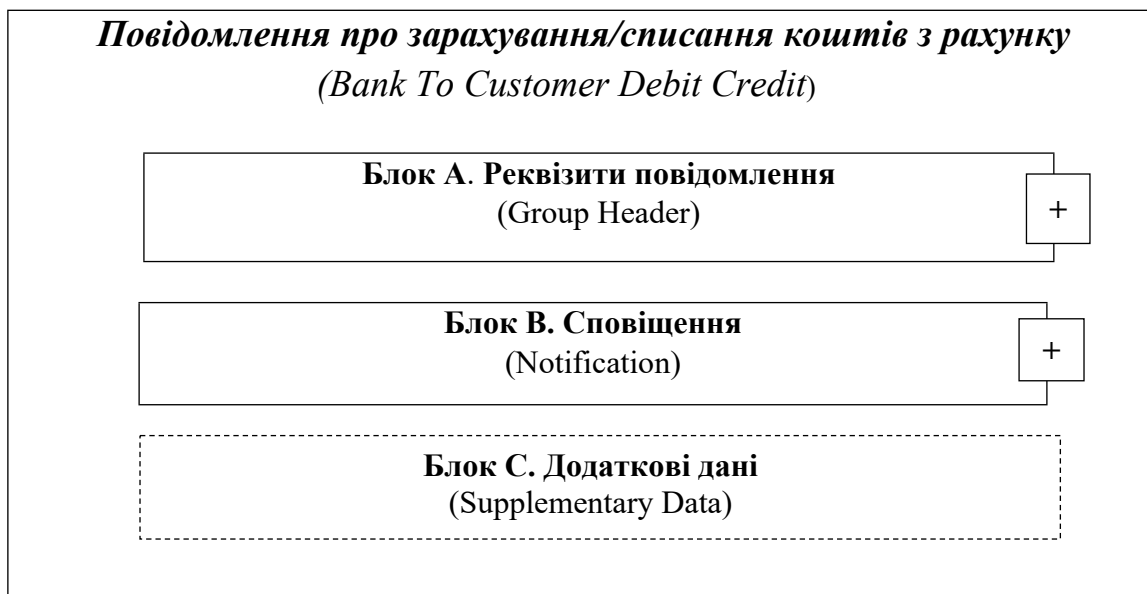 Повідомлення про зарахування/списання коштів з рахунку
(Bank To Customer Debit Credit)
Блок А. Реквізити повідомлення
(Group Header)
+
Блок В. Сповіщення
(Notification)
+
Блок С. Додаткові дані
(Supplementary Data)